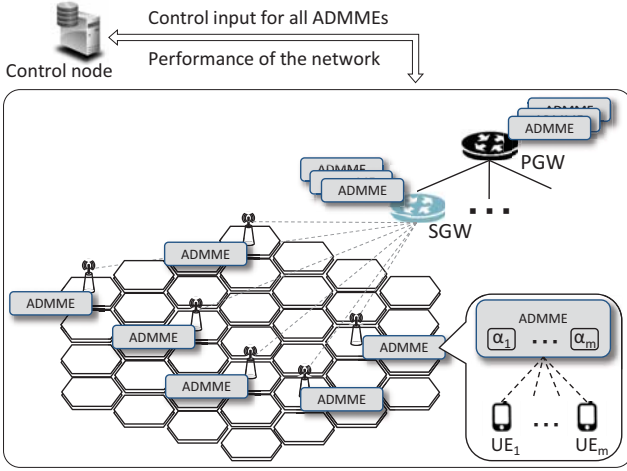 Control input for all ADMMEs
Performance of the network
Control node
ADMME
ADMME
PGW
ADMME
ADMME
SGW
ADMME
ADMME
ADMME
ADMME
ADMME
ADMME
ADMME
α1 ... αm
UE1 ... UEm